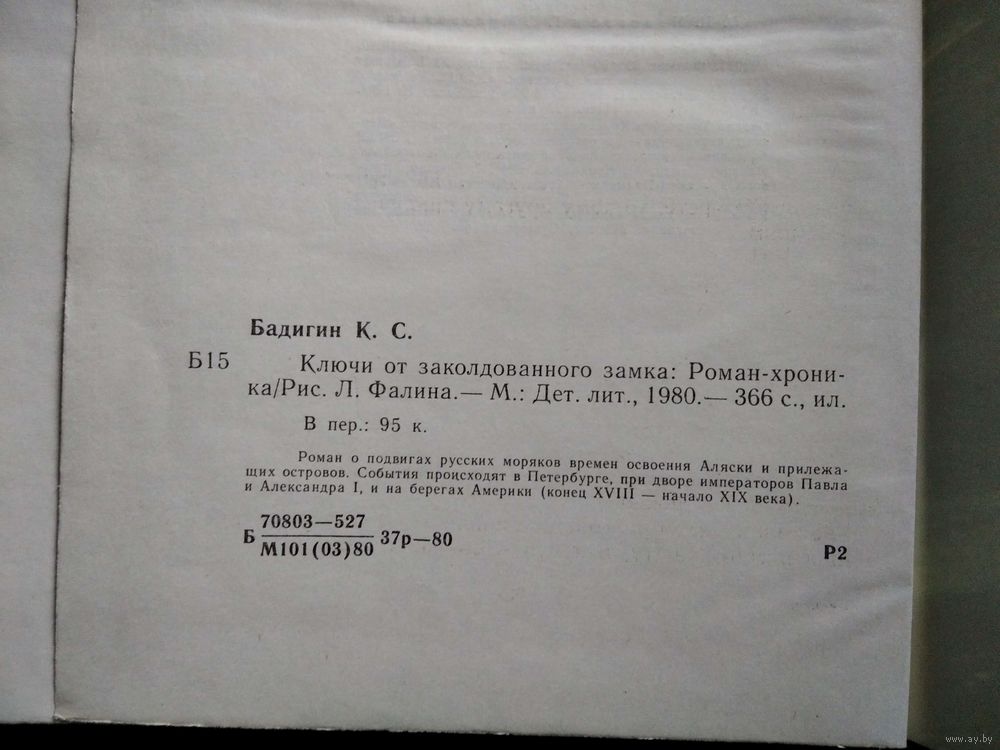 Бадигин К. С.
Б15
Ключи от заколдованного замка: Роман-хрони-
ка/Рис. Л. Фалина.— М.: Дет. лит., 1980.— 366 с., ил.
В пер.: 95 к.
Роман о подвигах русских моряков времен освоения Аляски и прилежа-
щих островов. События происходят в Петербурге, при дворе императоров Павла
и Александра I, и на берегах Америки (конец XVIII — начало XIX века).
Б 70803—527 37р—80
М101(03)80
Р2
www.ay.by